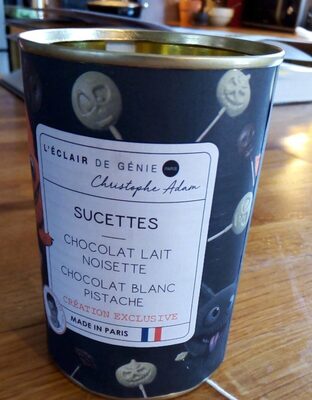 L'ÉCLAIR DE GÉNIE PARIS
Christophe Adam
SUCETTES
CHOCOLAT LAIT
NOISETTE
CHOCOLAT BLANC
PISTACHE
CRÉATION EXCLUSIVE
MADE IN PARIS